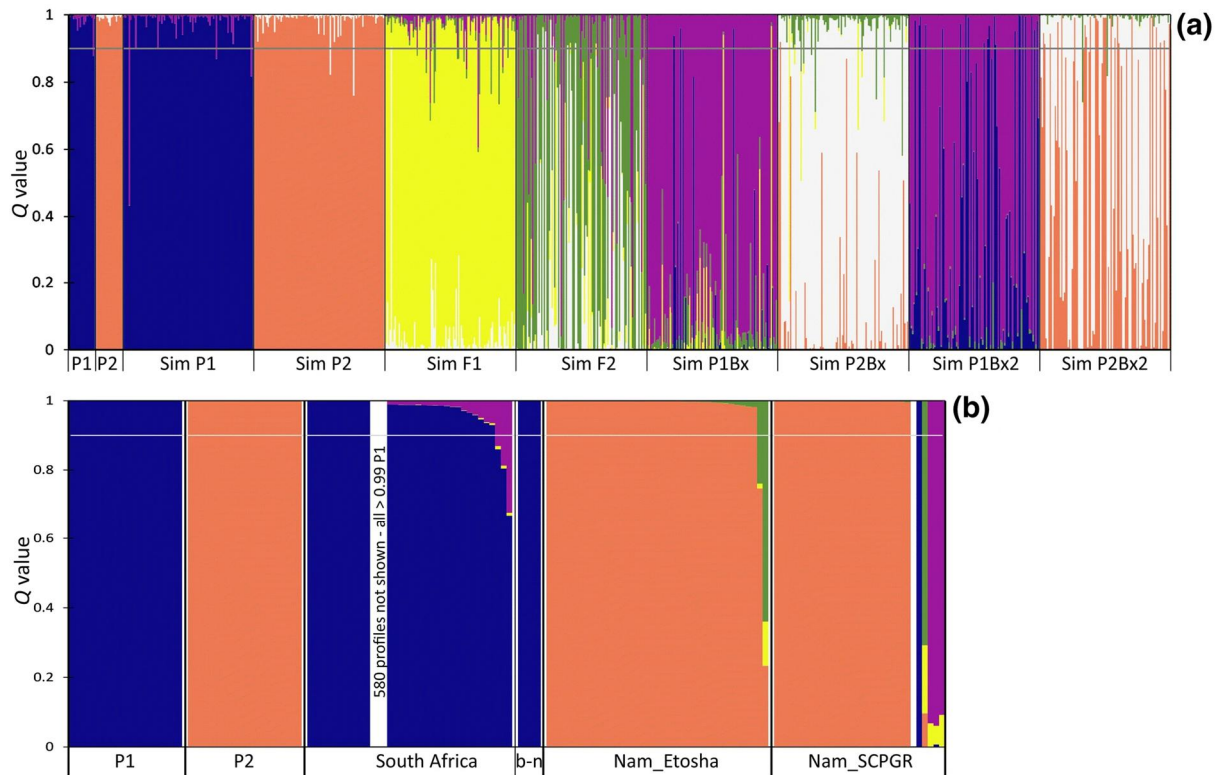 (a)
1
0.8
0.6
0.4
0.2
0
Q value
P1 P2 Sim P1 Sim P2 Sim F1 Sim F2 Sim P1Bx Sim P2Bx Sim P1Bx2 Sim P2Bx2
(b)
1
0.8
0.6
0.4
0.2
0
Q value
580 profiles not shown - all > 0.99 P1
P1 P2 South Africa b-n Nam_Etosha Nam_SCPGR